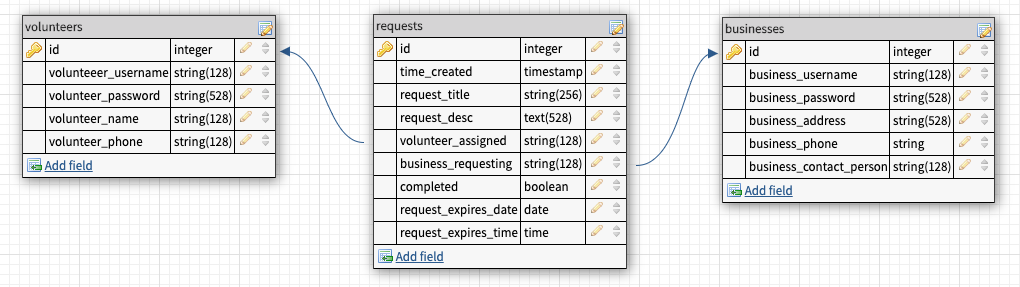 volunteers
id integer
volunteeer_username string(128)
volunteer_password string(528)
volunteer_name string(128)
volunteer_phone string(128)
Add field
requests
id integer
time_created timestamp
request_title string(256)
request_desc text(528)
volunteer_assigned string(128)
business_requesting string(128)
completed boolean
request_expires_date date
request_expires_time time
Add field
businesses
id integer
business_username string(128)
business_password string(528)
business_address string(528)
business_phone string
business_contact_person string(128)
Add field